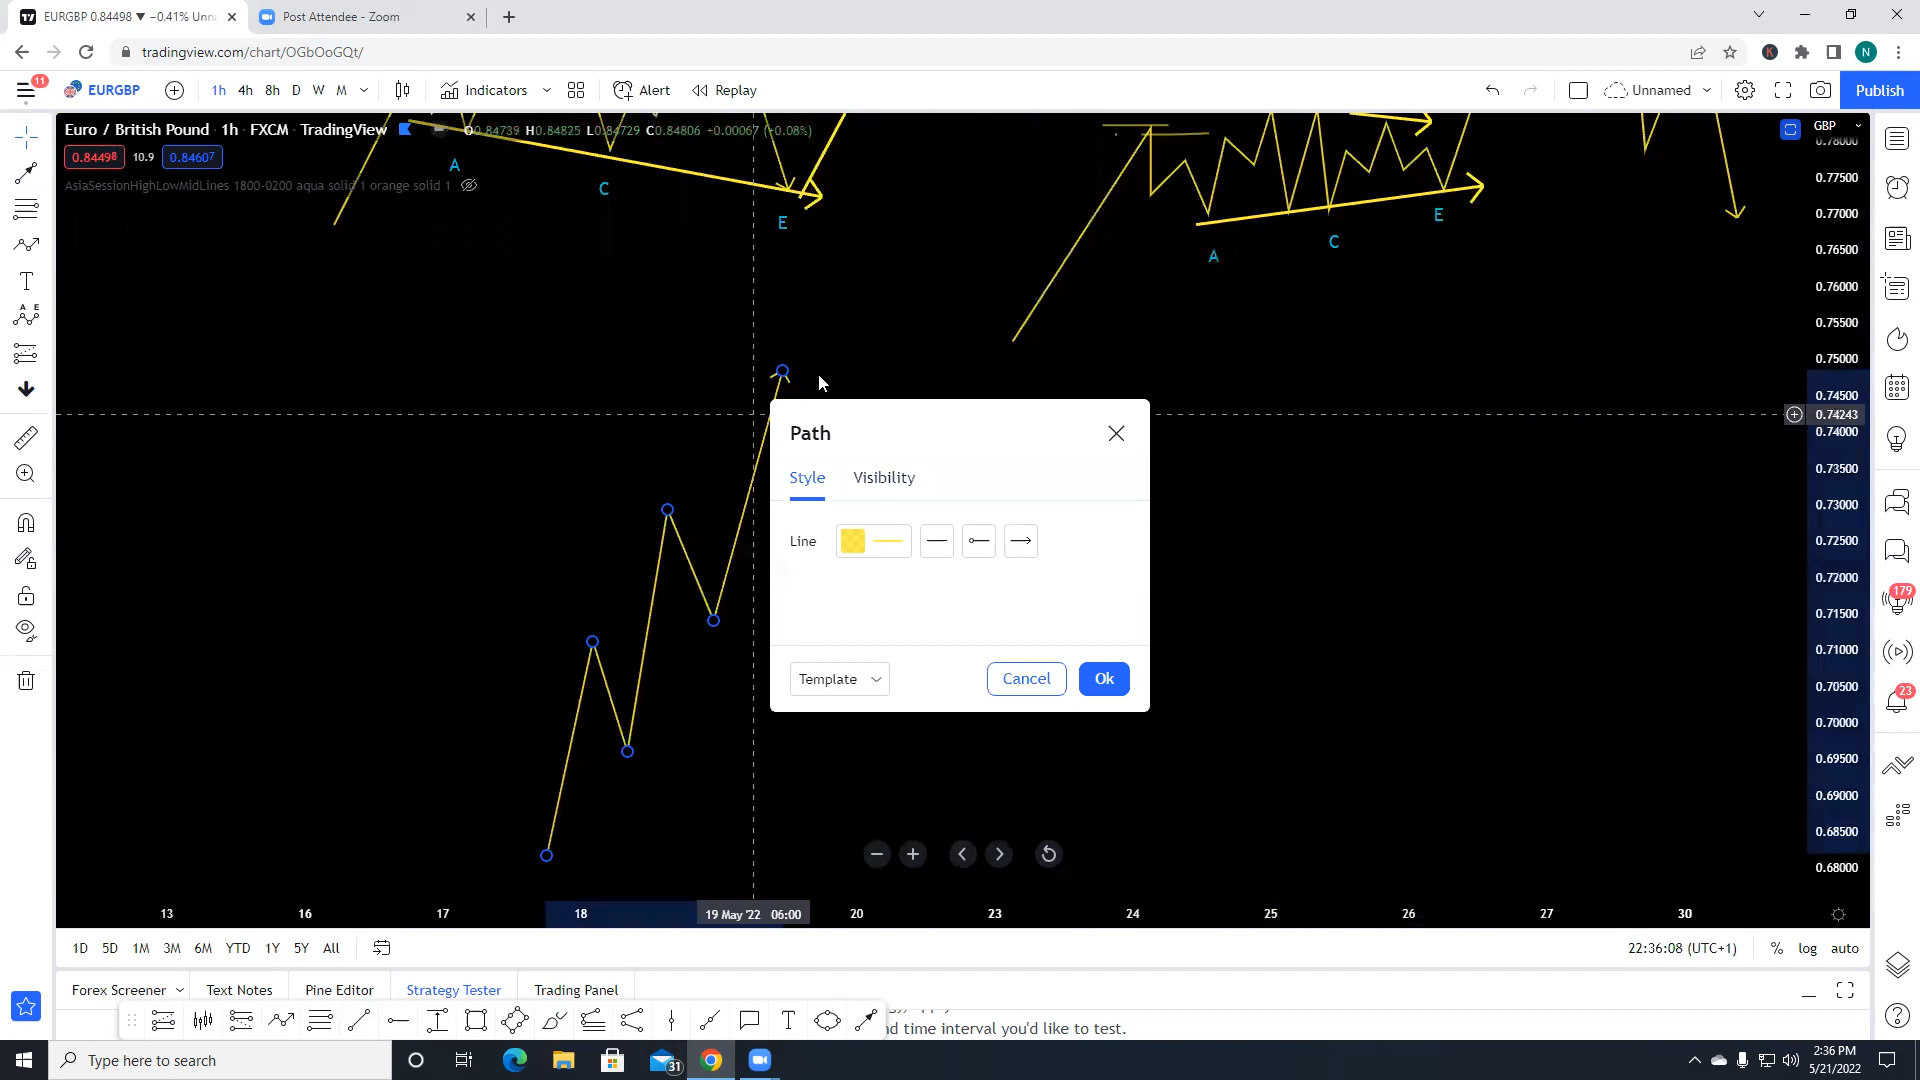 EURGBP 0.84498 ▼ −0.41% Unn
Post Attendee - Zoom
tradingview.com/chart/OGbOoGQt/
N
11
EURGBP
1h 4h 8h D W M
Indicators
Alert
Replay
Unnamed
Publish
Euro / British Pound · 1h · FXCM · TradingView
O0.84739 H0.84825 L0.84729 C0.84806 +0.00067 (+0.08%)
GBP
0.84498 10.9 0.84607
AsiaSessionHighLowMidLines 1800-0200 aqua solid 1 orange solid 1
A
C
E
A
C
E
0.78000
0.77500
0.77000
0.76500
0.76000
0.75500
0.75000
0.74500
0.74243
0.74000
0.73500
0.73000
0.72500
0.72000
0.71500
0.71000
0.70500
0.70000
0.69500
0.69000
0.68500
0.68000
Path
Style Visibility
Line
Template
Cancel
Ok
179
23
13 16 17 18 19 May '22 06:00 20 23 24 25 26 27 30
1D 5D 1M 3M 6M YTD 1Y 5Y All
22:36:08 (UTC+1)
% log auto
Forex Screener Text Notes Pine Editor Strategy Tester Trading Panel
nd time interval you'd like to test.
Type here to search
31
2:36 PM
5/21/2022